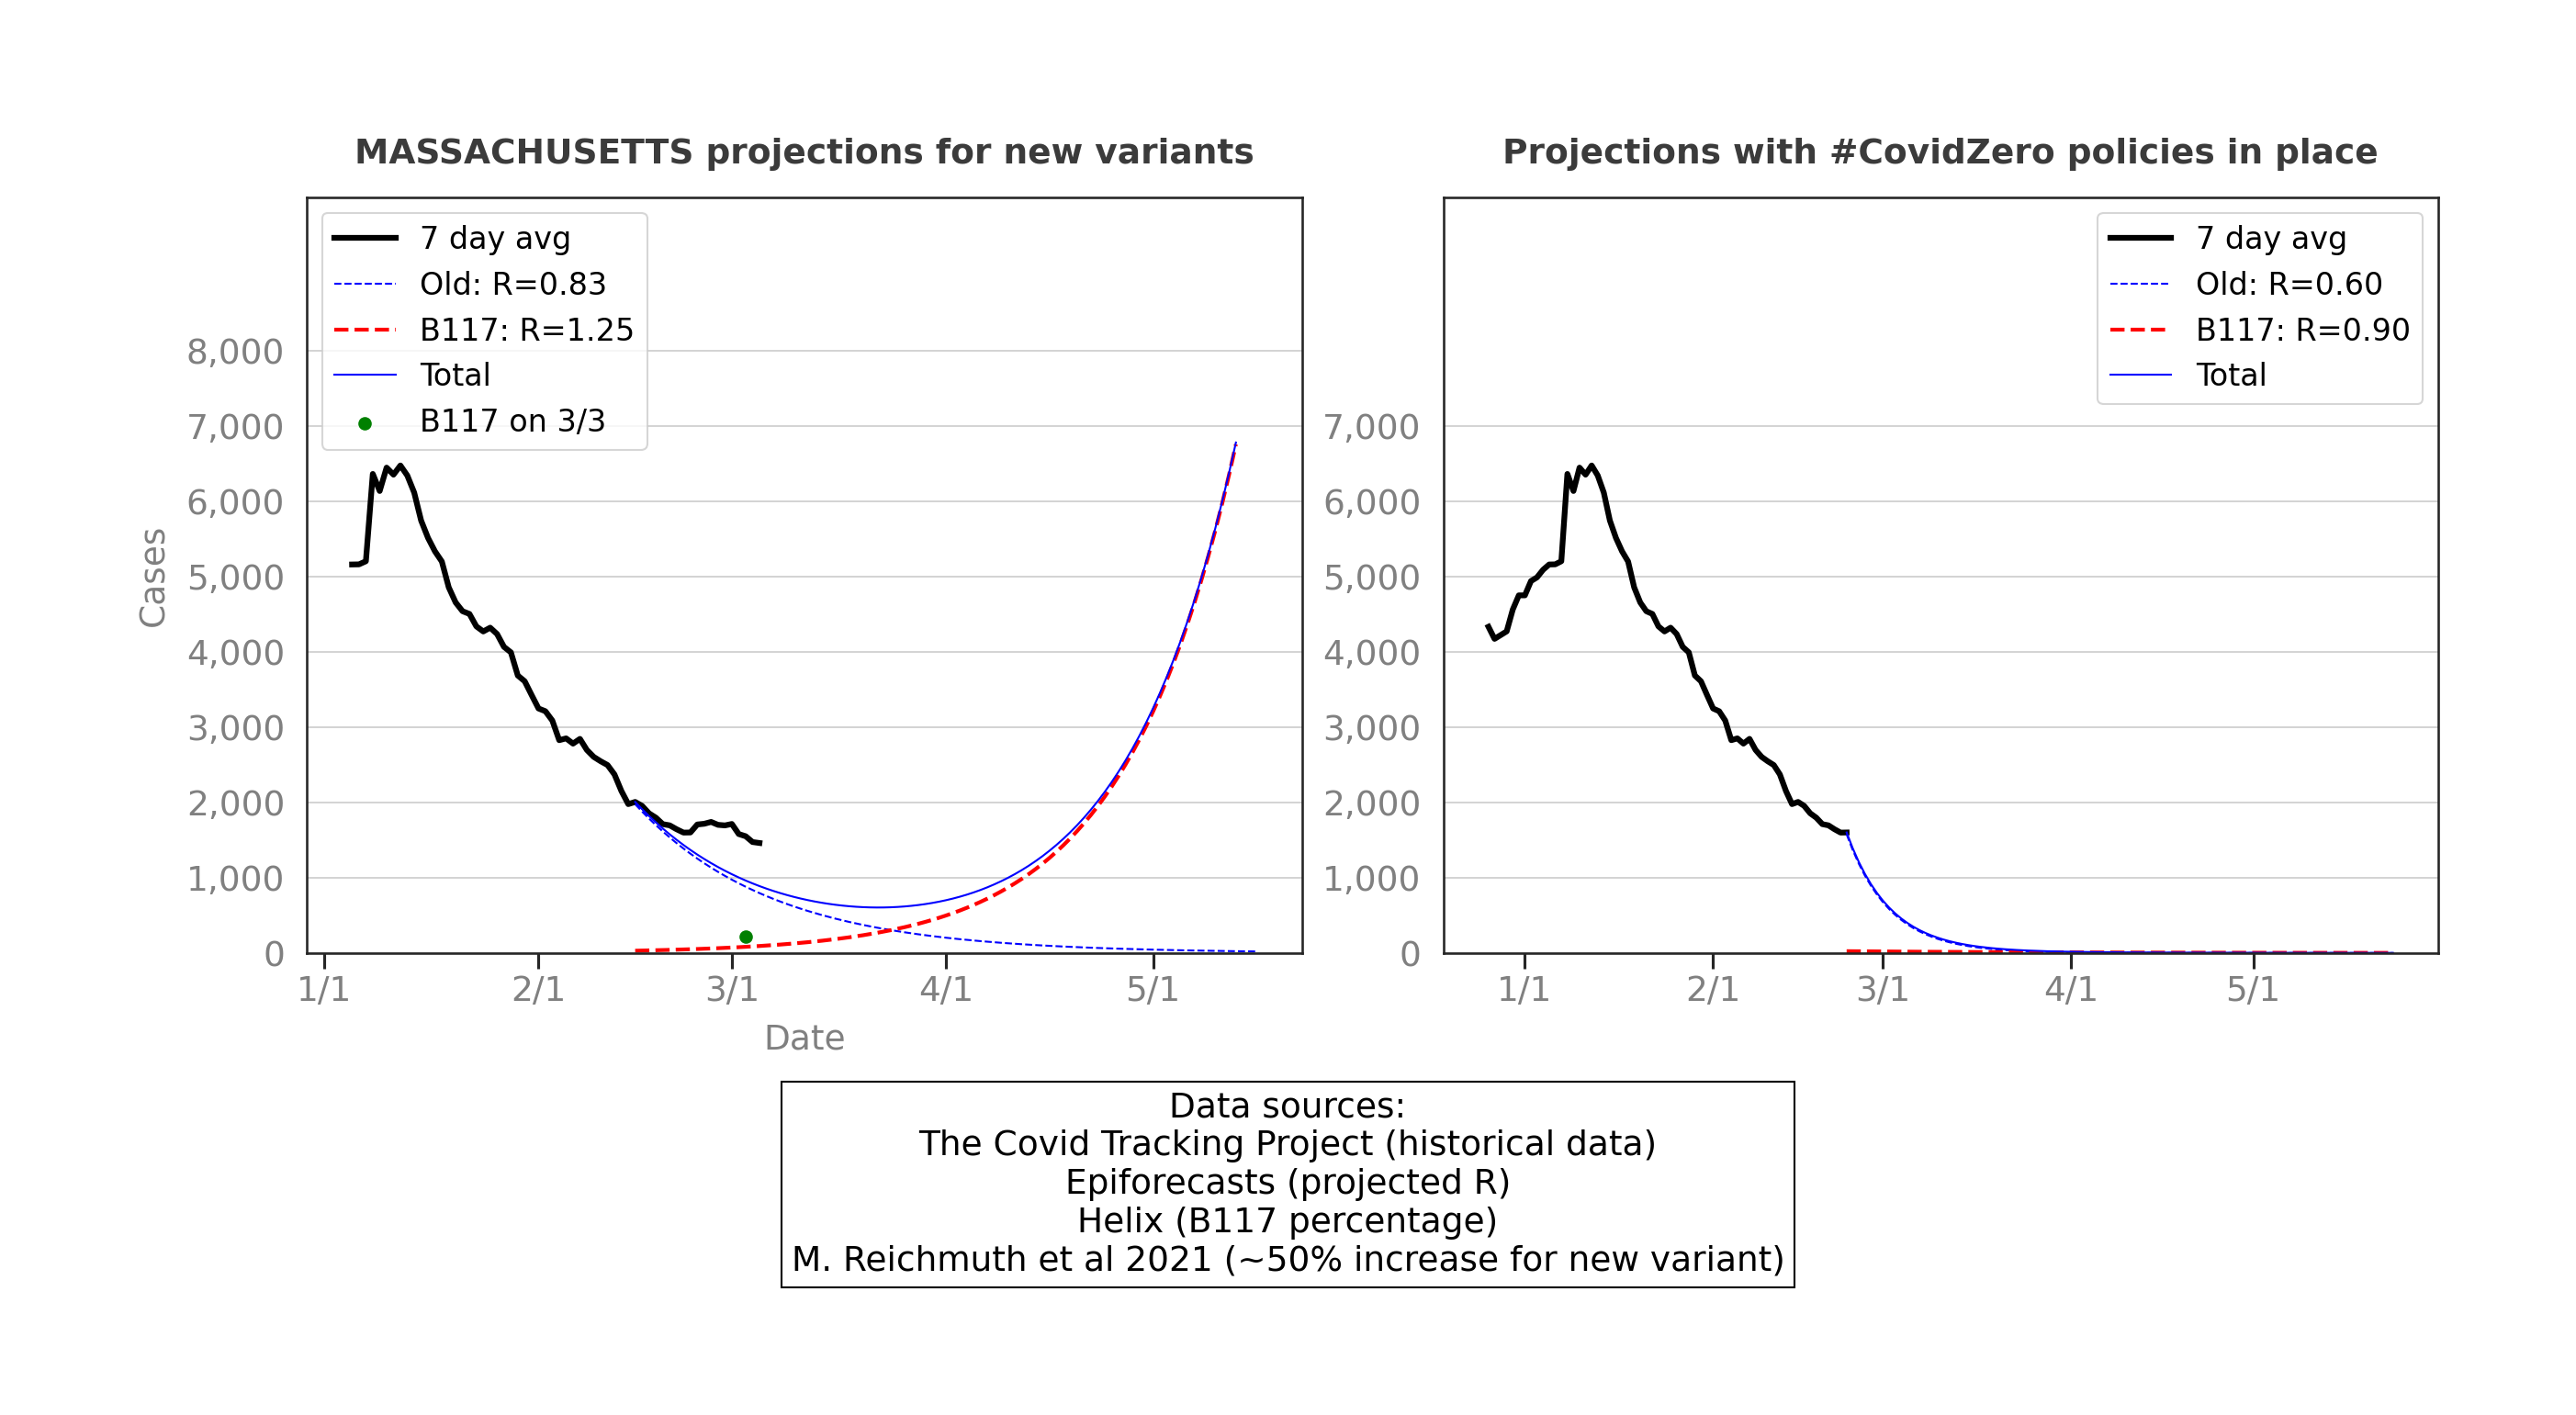 MASSACHUSETTS projections for new variants
7 day avg
Old: R=0.83
B117: R=1.25
Total
B117 on 3/3
8,000
7,000
6,000
5,000
4,000
3,000
2,000
1,000
0
Cases
1/1
2/1
3/1
4/1
5/1
Date
Projections with #CovidZero policies in place
7 day avg
Old: R=0.60
B117: R=0.90
Total
7,000
6,000
5,000
4,000
3,000
2,000
1,000
0
1/1
2/1
3/1
4/1
5/1
Data sources:
The Covid Tracking Project (historical data)
Epiforecasts (projected R)
Helix (B117 percentage)
M. Reichmuth et al 2021 (~50% increase for new variant)